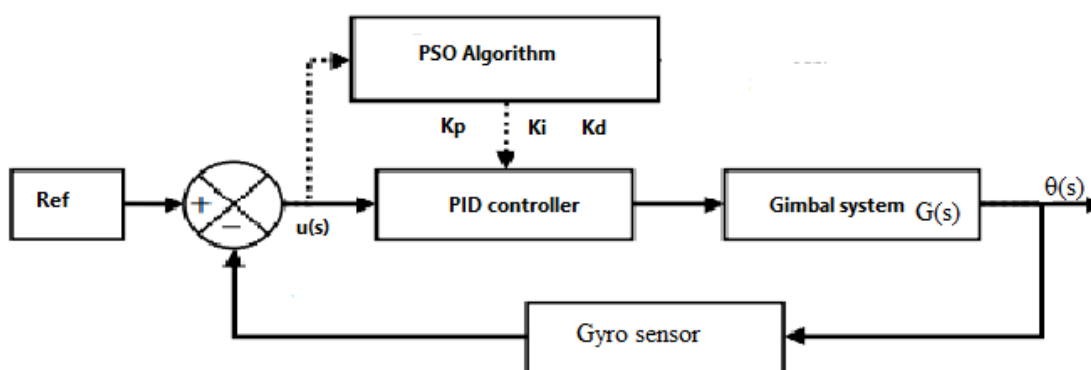 PSO Algorithm
Kp Ki Kd
Ref
+
−
u(s)
PID controller
Gimbal system G(s)
θ(s)
Gyro sensor